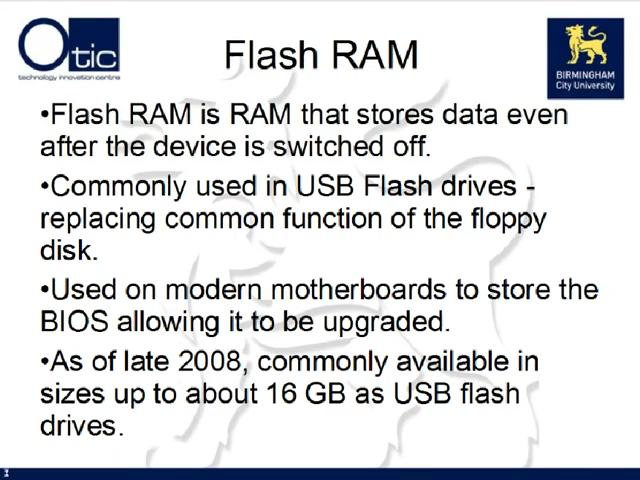 Otic
technology innovation centre
Flash RAM
BIRMINGHAM
City University
•Flash RAM is RAM that stores data even
after the device is switched off.
•Commonly used in USB Flash drives -
replacing common function of the floppy
disk.
•Used on modern motherboards to store the
BIOS allowing it to be upgraded.
•As of late 2008, commonly available in
sizes up to about 16 GB as USB flash
drives.